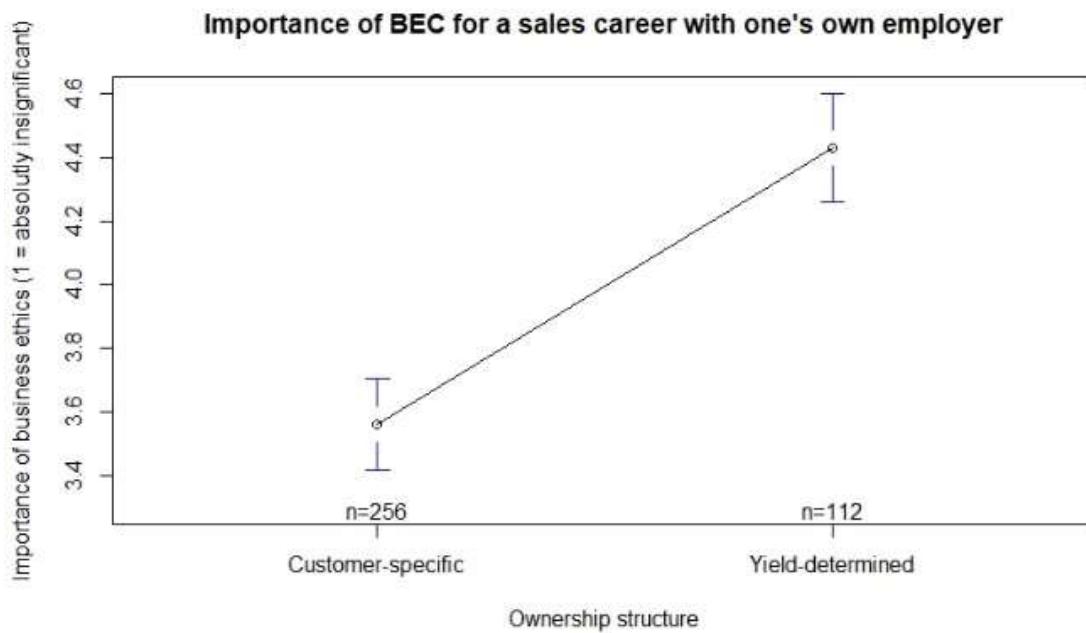 Importance of BEC for a sales career with one's own employer
Importance of business ethics (1 = absolutly insignificant)
4.6
4.4
4.2
4.0
3.8
3.6
3.4
n=256
n=112
Customer-specific
Yield-determined
Ownership structure